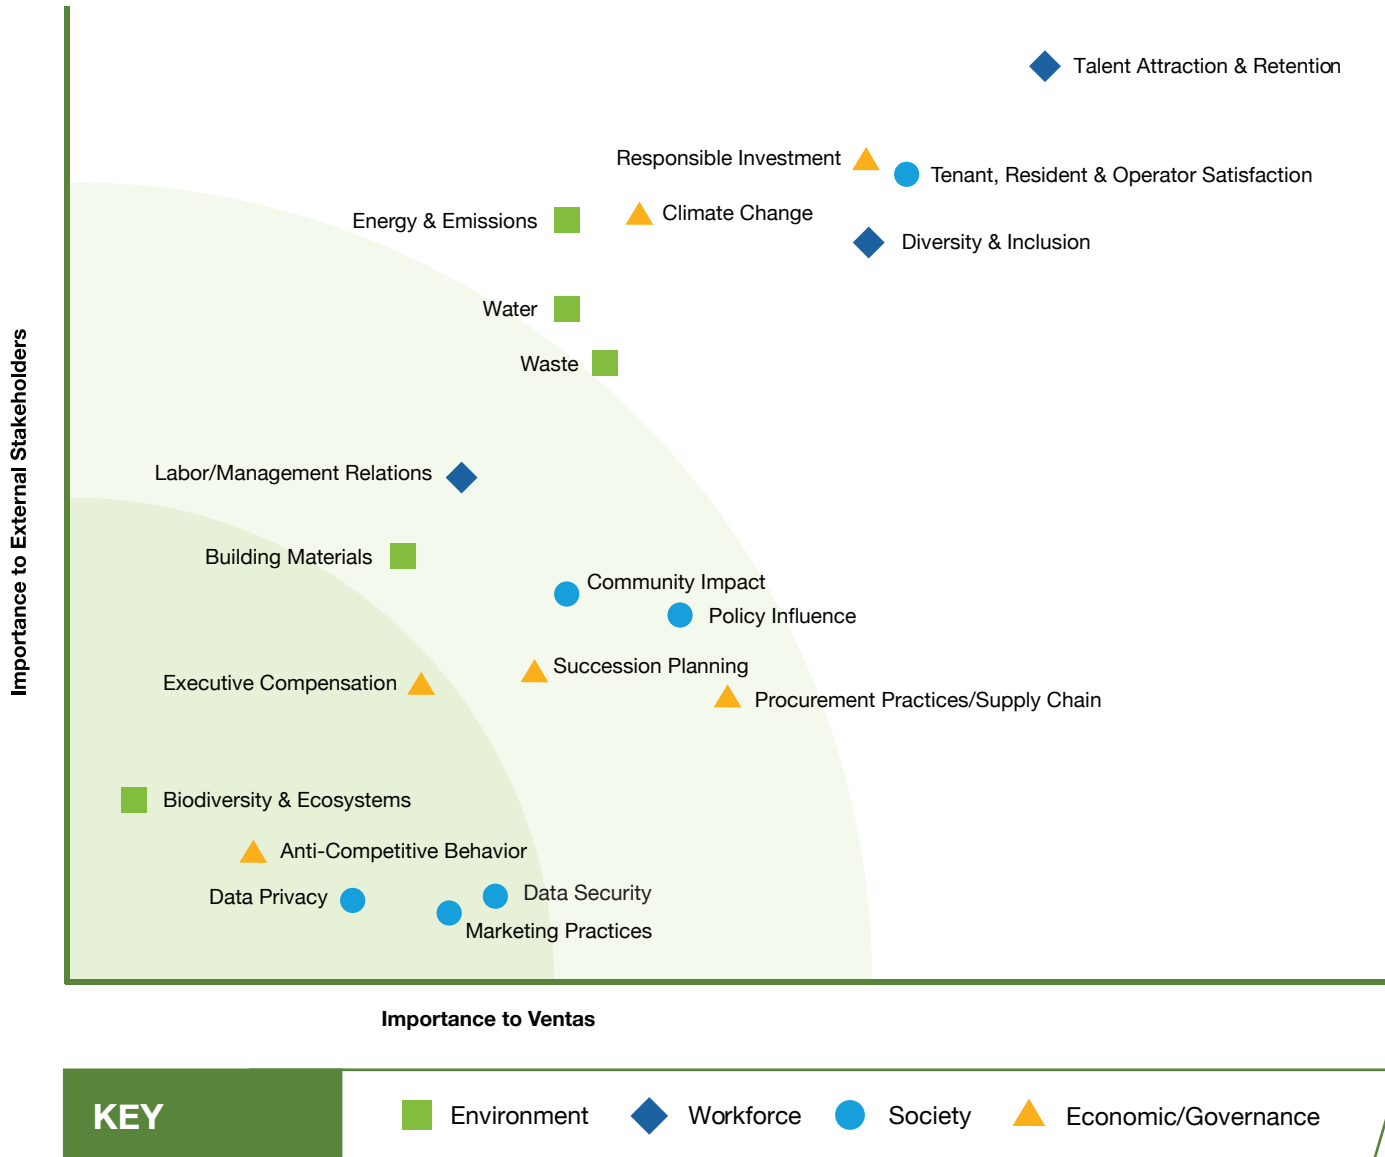 Talent Attraction & Retention
Responsible Investment
Tenant, Resident & Operator Satisfaction
Energy & Emissions
Climate Change
Diversity & Inclusion
Water
Waste
Importance to External Stakeholders
Labor/Management Relations
Building Materials
Community Impact
Policy Influence
Succession Planning
Executive Compensation
Procurement Practices/Supply Chain
Biodiversity & Ecosystems
Anti-Competitive Behavior
Data Privacy
Data Security
Marketing Practices
Importance to Ventas
KEY
Environment
Workforce
Society
Economic/Governance